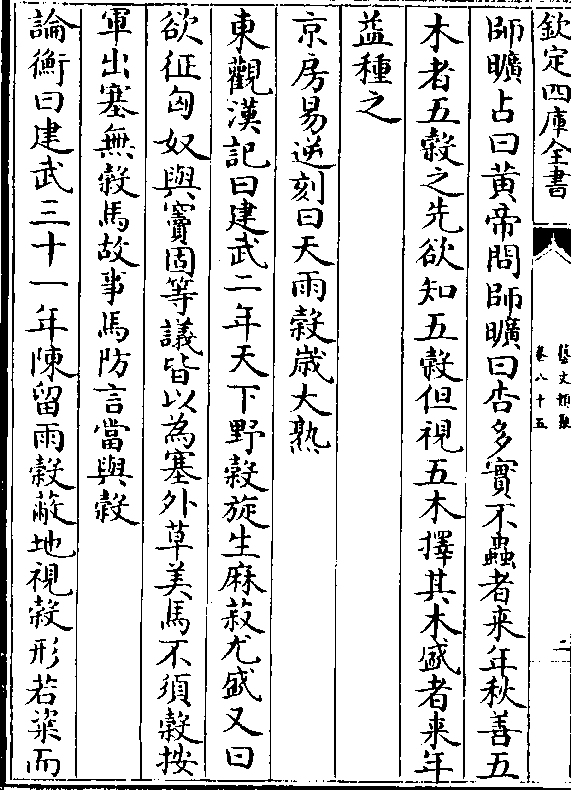 欽定四庫全書
藝文類聚
卷八十五
二
師曠占曰黄帝問師曠曰杏多實不蟲者来年秋善五
木者五穀之先欲知五穀但視五木擇其木盛者来年
益種之
京房易逆刻曰天雨穀嵗大熟
東觀漢記曰建武二年天下野穀旋生麻菽尤盛又曰
欲征匈奴與竇固等議皆以為塞外草美馬不須穀按
軍出塞無穀馬故事馬防言當與穀
論衡曰建武三十一年陳留雨穀蔽地視穀形若粢而